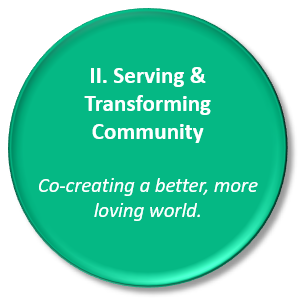 II. Serving &
Transforming
Community
Co-creating a better, more
loving world.